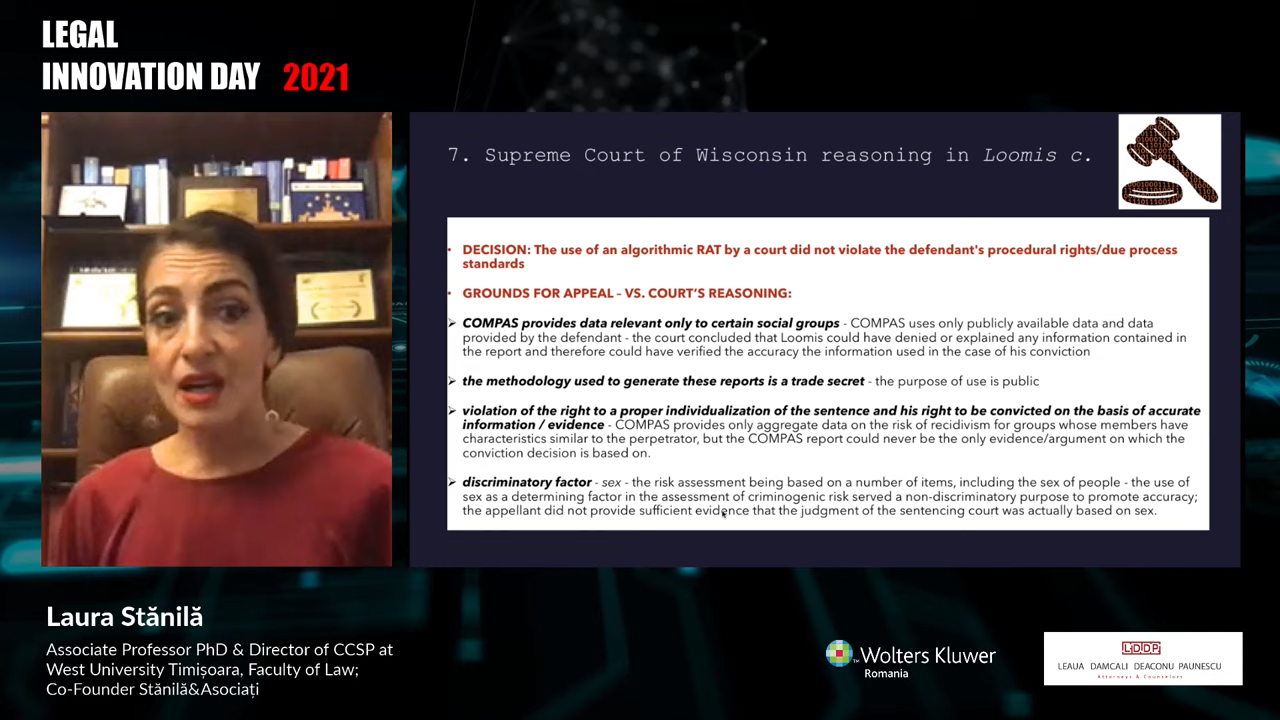 LEGAL
INNOVATION DAY 2021
7. Supreme Court of Wisconsin reasoning in Loomis c.
• DECISION: The use of an algorithmic RAT by a court did not violate the defendant's procedural rights/due process
standards
• GROUNDS FOR APPEAL – VS. COURT'S REASONING:
➢ COMPAS provides data relevant only to certain social groups - COMPAS uses only publicly available data and data
provided by the defendant - the court concluded that Loomis could have denied or explained any information contained in
the report and therefore could have verified the accuracy the information used in the case of his conviction
➢ the methodology used to generate these reports is a trade secret - the purpose of use is public
➢ violation of the right to a proper individualization of the sentence and his right to be convicted on the basis of accurate
information / evidence - COMPAS provides only aggregate data on the risk of recidivism for groups whose members have
characteristics similar to the perpetrator, but the COMPAS report could never be the only evidence/argument on which the
conviction decision is based on.
➢ discriminatory factor - sex - the risk assessment being based on a number of items, including the sex of people - the use of
sex as a determining factor in the assessment of criminogenic risk served a non-discriminatory purpose to promote accuracy;
the appellant did not provide sufficient evidence that the judgment of the sentencing court was actually based on sex.
Laura Stănilă
Associate Professor PhD & Director of CCSP at
West University Timișoara, Faculty of Law;
Co-Founder Stănilă&Asociați
Wolters Kluwer
Romania
LDDP
LEAUA DAMCALI DEACONU PAUNESCU
Attorneys & Counselors